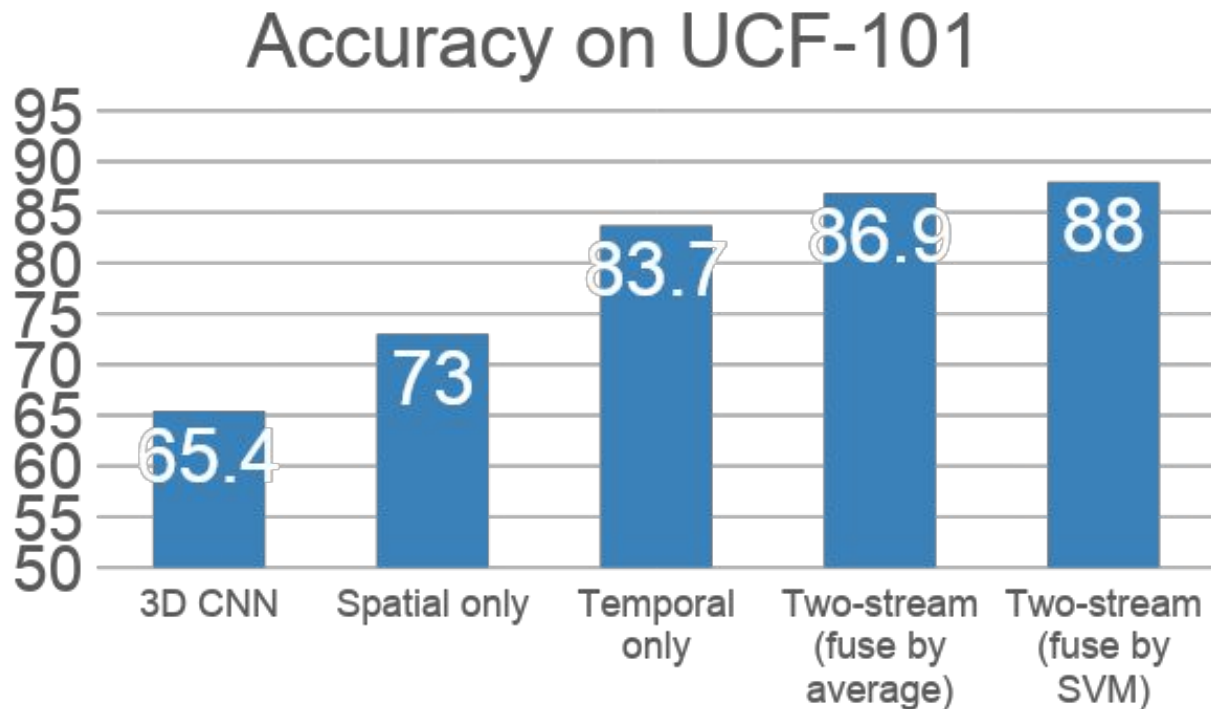 Accuracy on UCF-101
95
90
85
80
75
70
65
60
55
50
65.4
73
83.7
86.9
88
3D CNN
Spatial only
Temporal
only
Two-stream
(fuse by
average)
Two-stream
(fuse by
SVM)